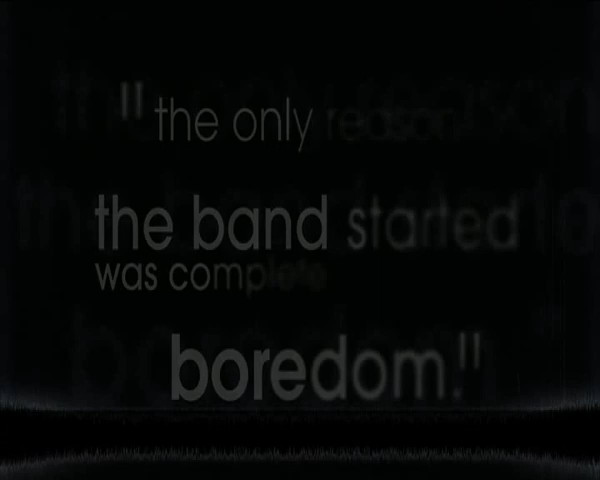 "the only reason
the band started
was complete
boredom."